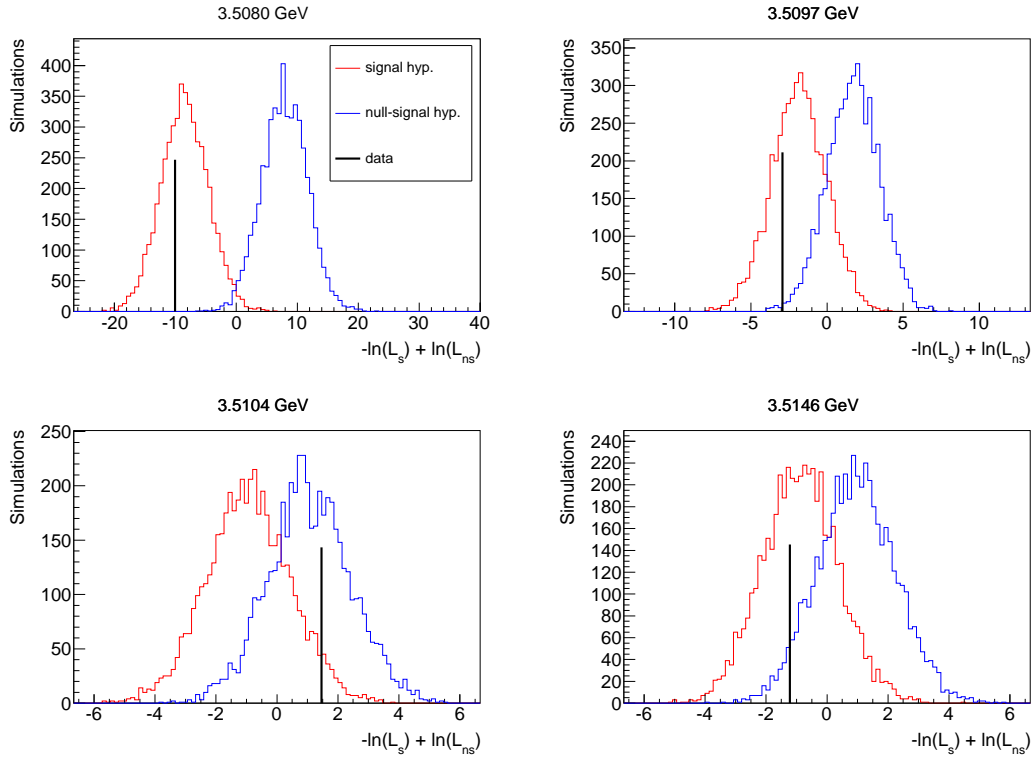 3.5080 GeV
Simulations
400
350
300
250
200
150
100
50
0
-20 -10 0 10 20 30 40
-ln(L_s) + ln(L_ns)
signal hyp.
null-signal hyp.
data
3.5097 GeV
Simulations
350
300
250
200
150
100
50
0
-10 -5 0 5 10
-ln(L_s) + ln(L_ns)
3.5104 GeV
Simulations
250
200
150
100
50
0
-6 -4 -2 0 2 4 6
-ln(L_s) + ln(L_ns)
3.5146 GeV
Simulations
240
220
200
180
160
140
120
100
80
60
40
20
0
-6 -4 -2 0 2 4 6
-ln(L_s) + ln(L_ns)